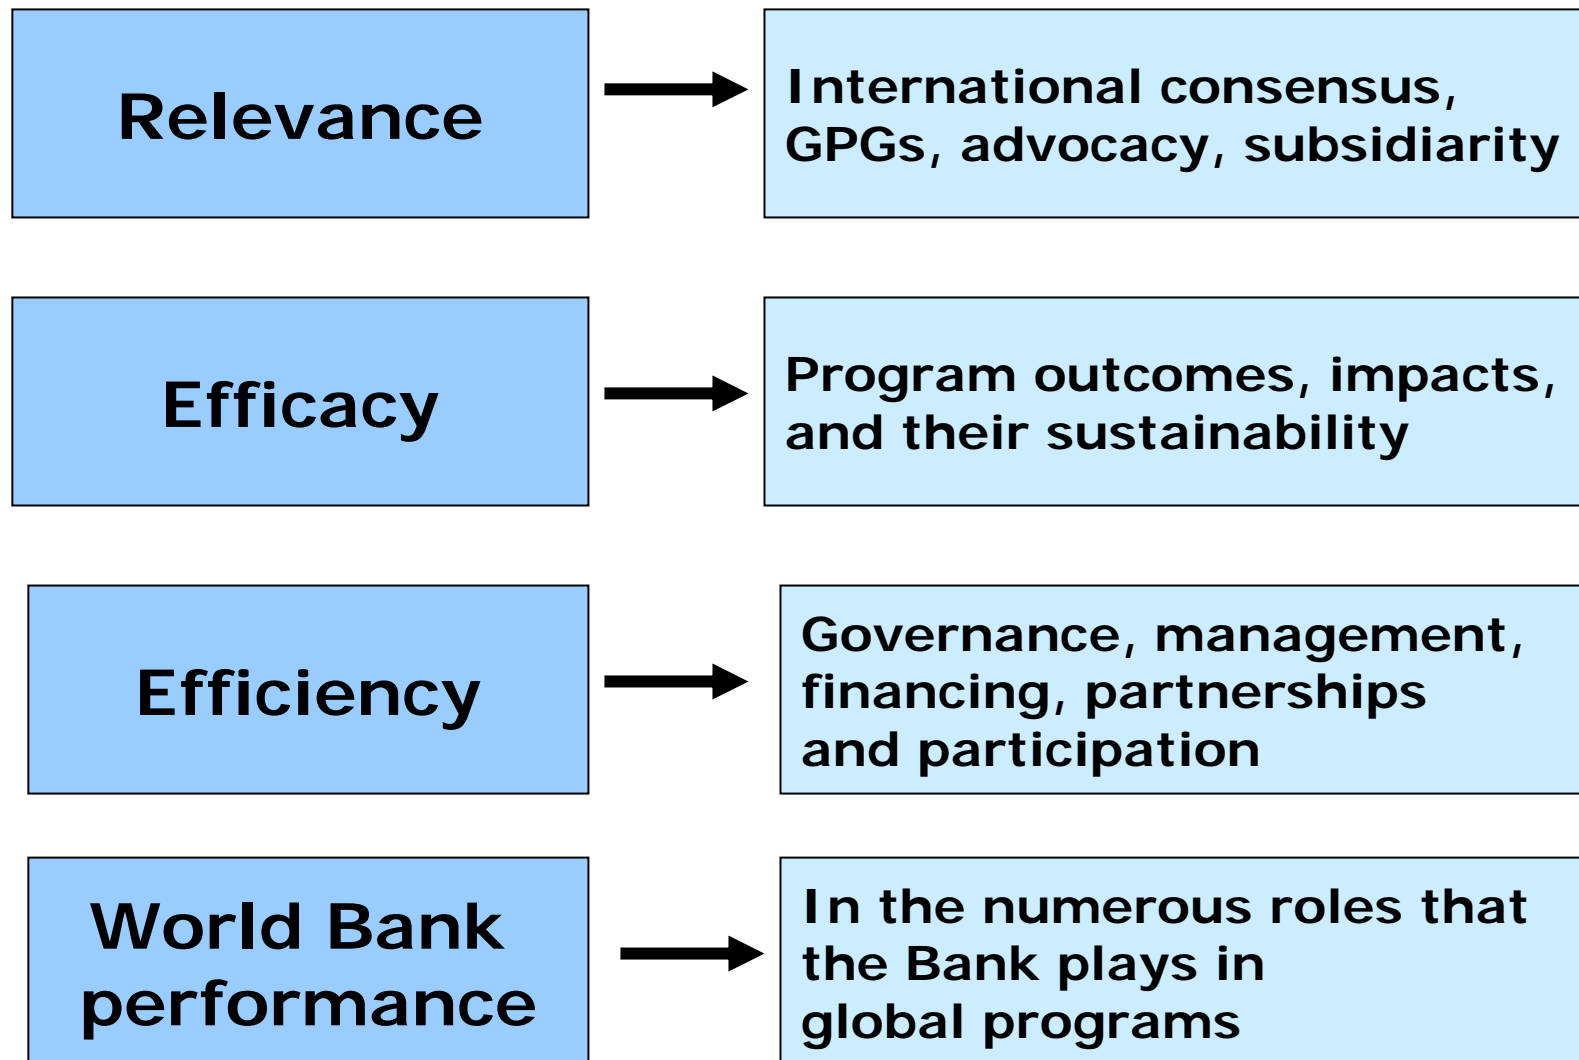 Relevance
International consensus,
GPGs, advocacy, subsidiarity
Efficacy
Program outcomes, impacts,
and their sustainability
Efficiency
Governance, management,
financing, partnerships
and participation
World Bank
performance
In the numerous roles that
the Bank plays in
global programs